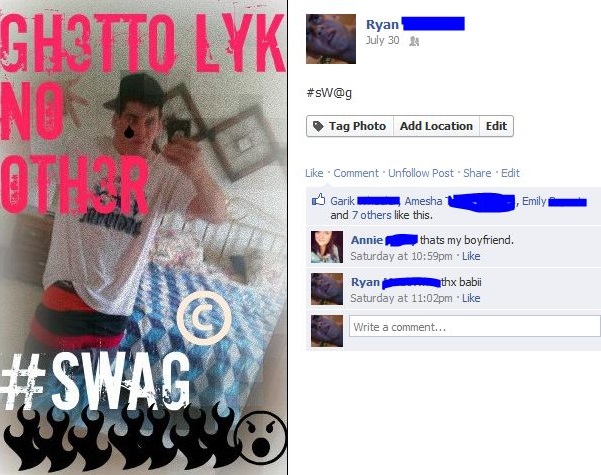 GH3TTO LYK
NO
OTH3R
©
#SWAG
Ryan
July 30
#sW@g
Tag Photo Add Location Edit
Like · Comment · Unfollow Post · Share · Edit
Garik , Amesha , Emily
and 7 others like this.
Annie thats my boyfriend.
Saturday at 10:59pm · Like
Ryan thx babii
Saturday at 11:02pm · Like
Write a comment...